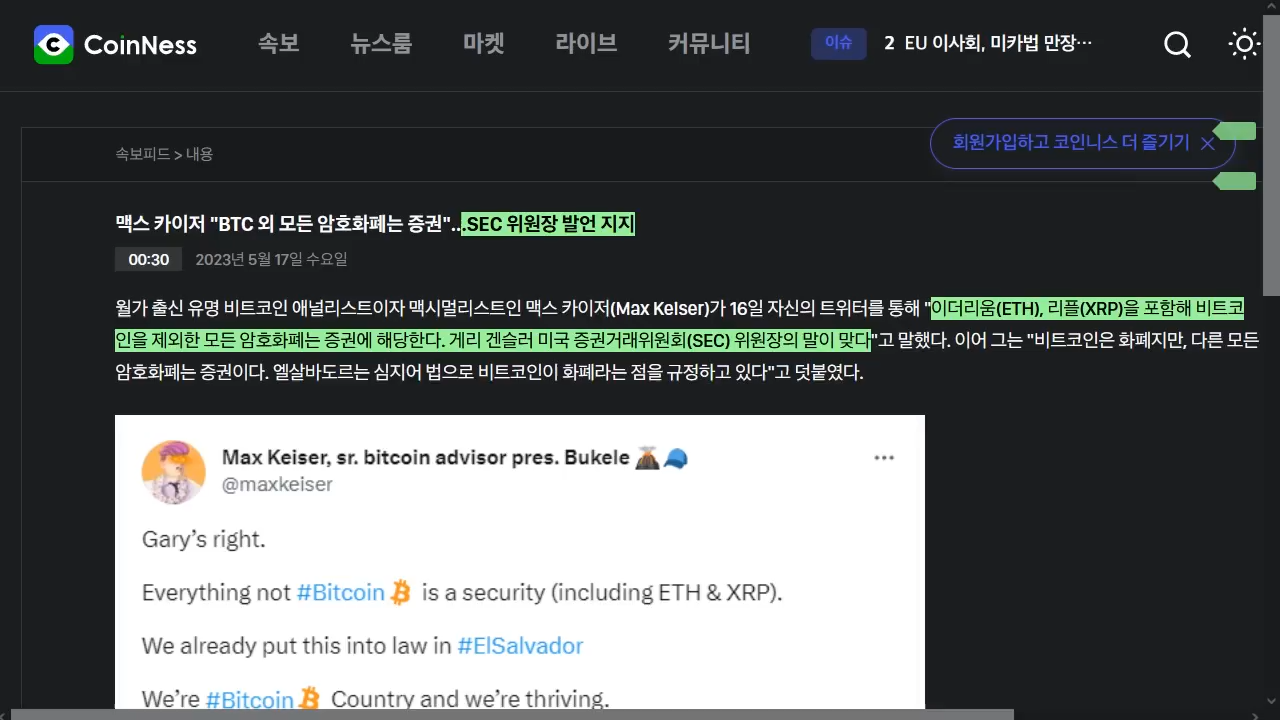 CoinNess 속보 뉴스룸 마켓 라이브 커뮤니티 이슈 2 EU 이사회, 미카법 만장…
속보피드 > 내용
회원가입하고 코인니스 더 즐기기
맥스 카이저 "BTC 외 모든 암호화폐는 증권"...SEC 위원장 발언 지지
00:30 2023년 5월 17일 수요일
월가 출신 유명 비트코인 애널리스트이자 맥시멀리스트인 맥스 카이저(Max Keiser)가 16일 자신의 트위터를 통해 "이더리움(ETH), 리플(XRP)을 포함해 비트코
인을 제외한 모든 암호화폐는 증권에 해당한다. 게리 겐슬러 미국 증권거래위원회(SEC) 위원장의 말이 맞다"고 말했다. 이어 그는 "비트코인은 화폐지만, 다른 모든
암호화폐는 증권이다. 엘살바도르는 심지어 법으로 비트코인이 화폐라는 점을 규정하고 있다"고 덧붙였다.
Max Keiser, sr. bitcoin advisor pres. Bukele 🌋🧢
@maxkeiser
Gary's right.
Everything not #Bitcoin is a security (including ETH & XRP).
We already put this into law in #ElSalvador
We're #Bitcoin Country and we're thriving.